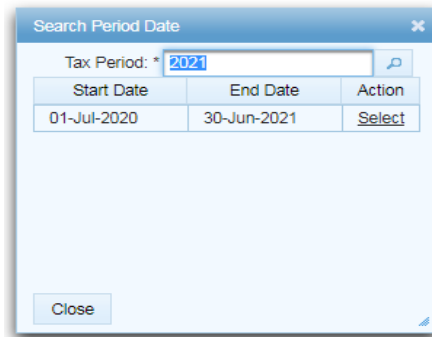 Search Period Date
Tax Period: * 2021
Start Date End Date Action
01-Jul-2020 30-Jun-2021 Select
Close